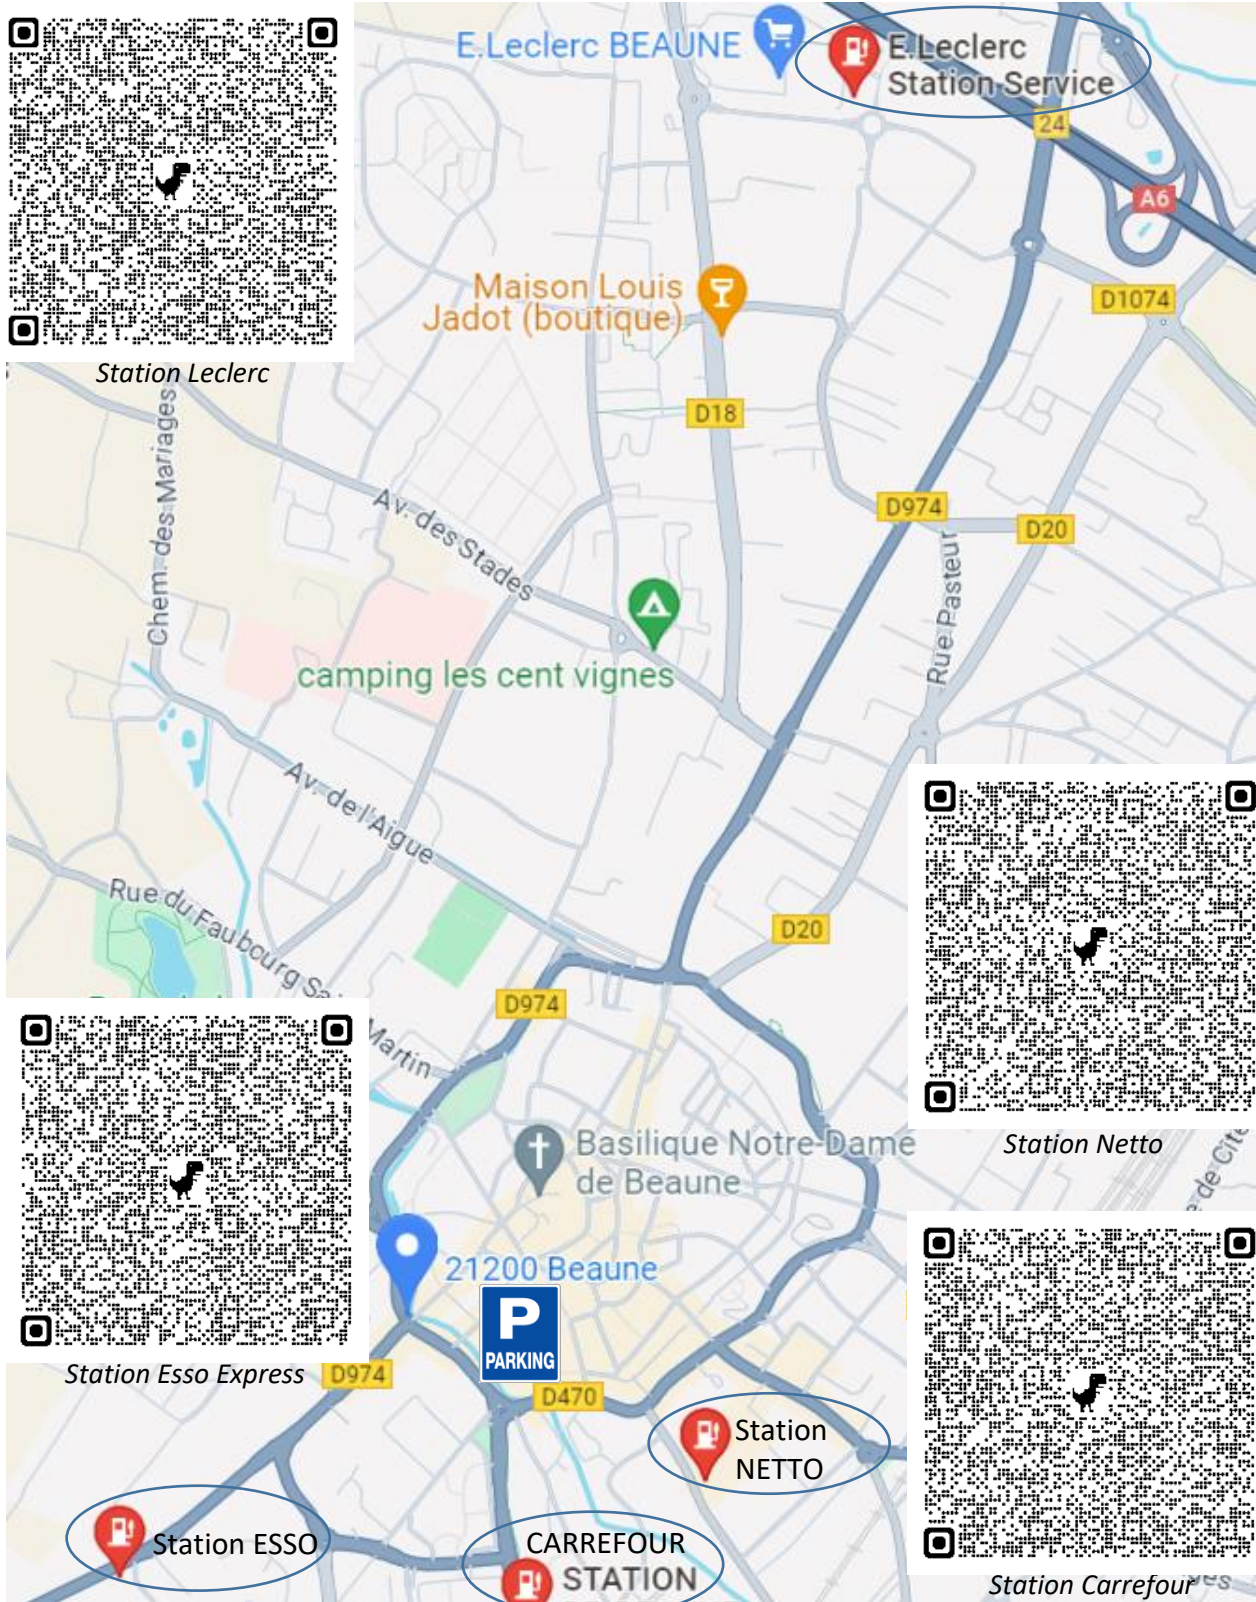 E.Leclerc BEAUNE
E.Leclerc
Station Service
24
A6
Station Leclerc
Maison Louis
Jadot (boutique)
D1074
D18
Chem. des Mariages
Av. des Stades
D974
D20
Rue Pasteur
camping les cent vignes
Av. de l'Aigue
Rue du Faubourg Sai
Martin
D20
D974
Basilique Notre-Dame
de Beaune
Station Netto
de Cite
21200 Beaune
P
PARKING
Station Esso Express
D974
D470
Station
NETTO
Station ESSO
CARREFOUR
STATION
Station Carrefour